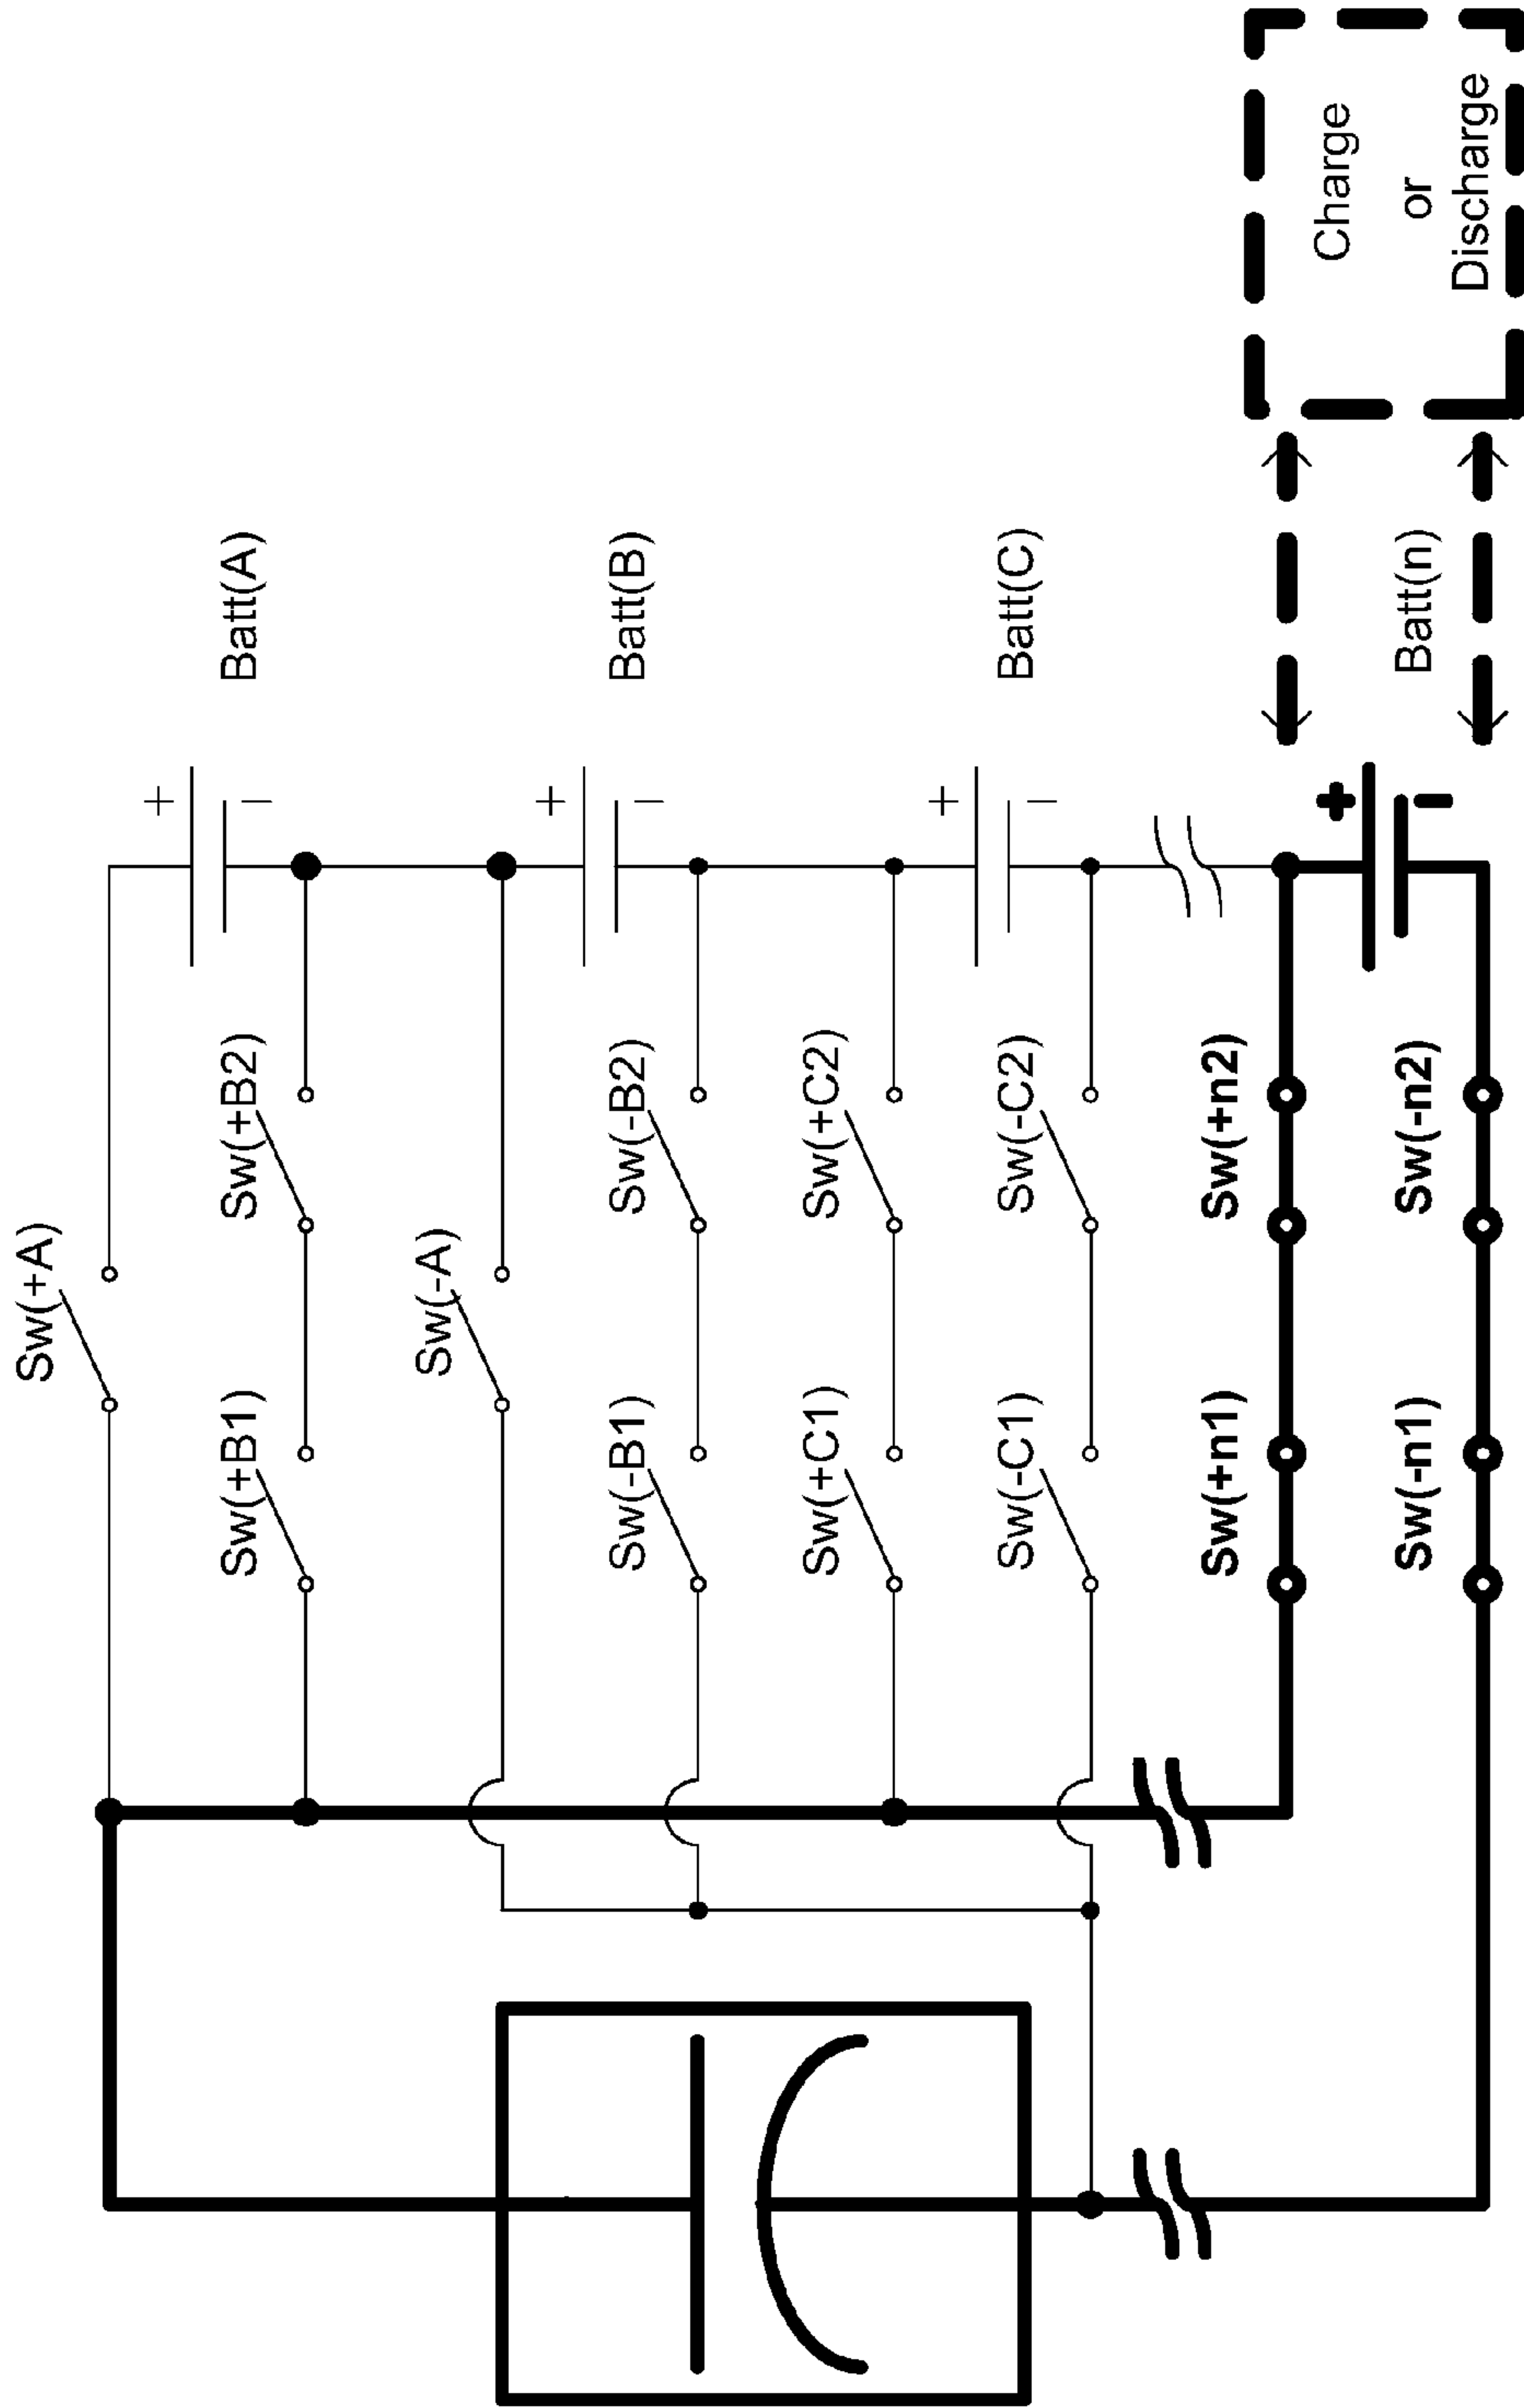 Sw(+A)
Sw(+B1)
Sw(+B2)
Batt(A)
Sw(-A)
Sw(-B1)
Sw(-B2)
Batt(B)
Sw(+C1)
Sw(+C2)
Sw(-C1)
Sw(-C2)
Batt(C)
Sw(+n1)
Sw(+n2)
Sw(-n1)
Sw(-n2)
Batt(n)
Charge
or
Discharge